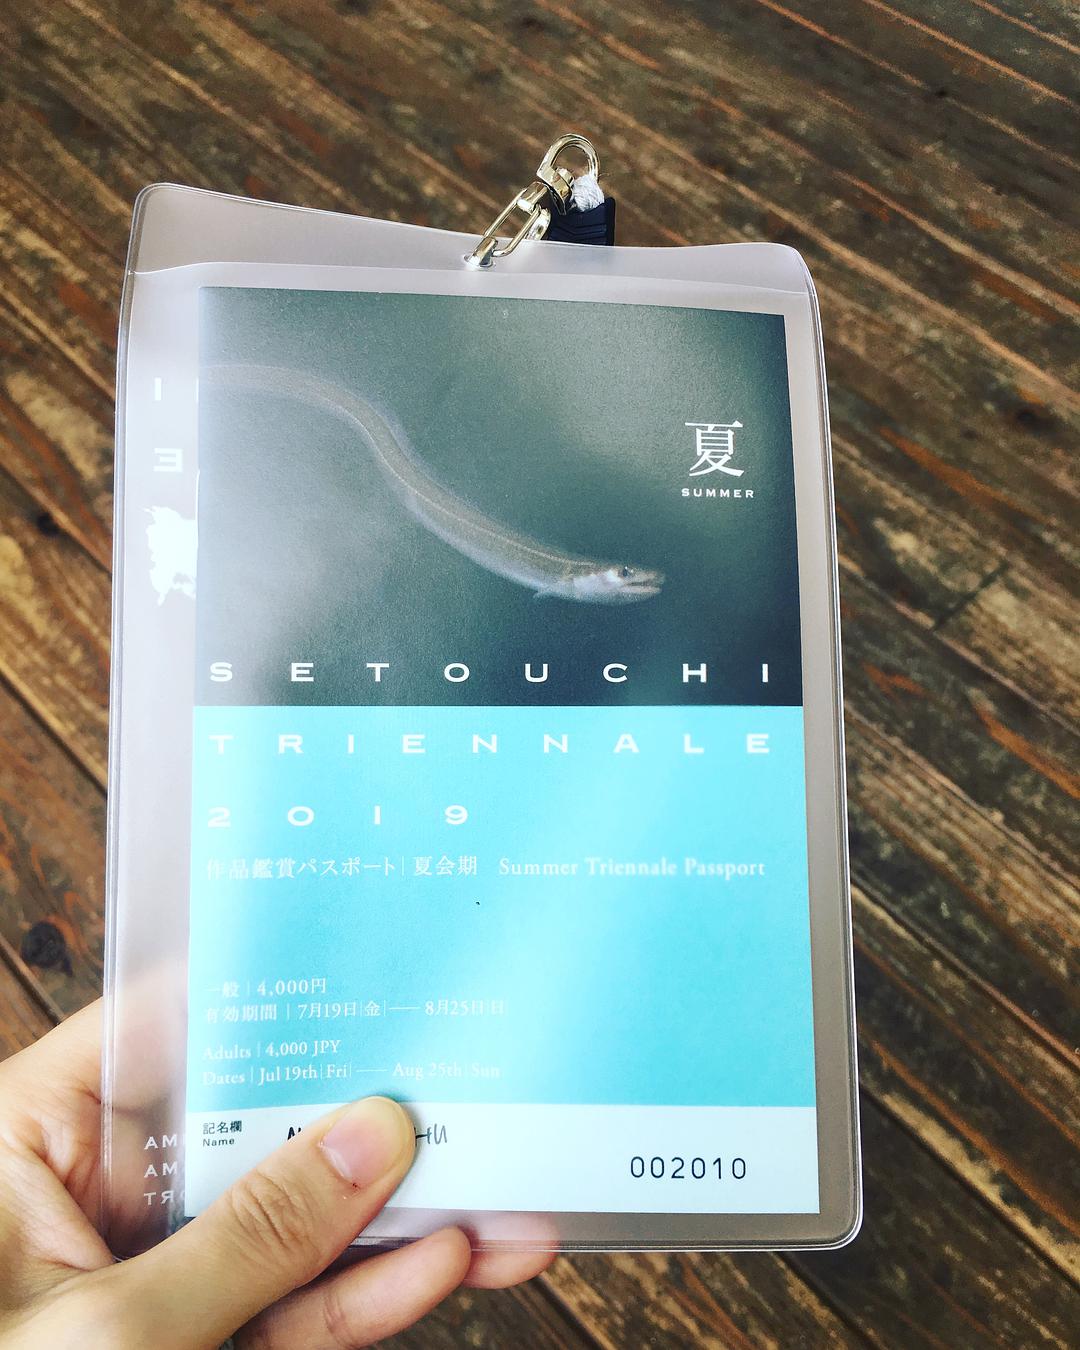 夏
SUMMER
SETOUCHI
TRIENNALE
2019
作品鑑賞パスポート|夏会期 Summer Triennale Passport
一般|4,000円
有効期間|7月19日|金|―8月25日|日|
Adults|4,000 JPY
Dates|Jul 19th|Fri|―Aug 25th|Sun
記名欄
Name
002010